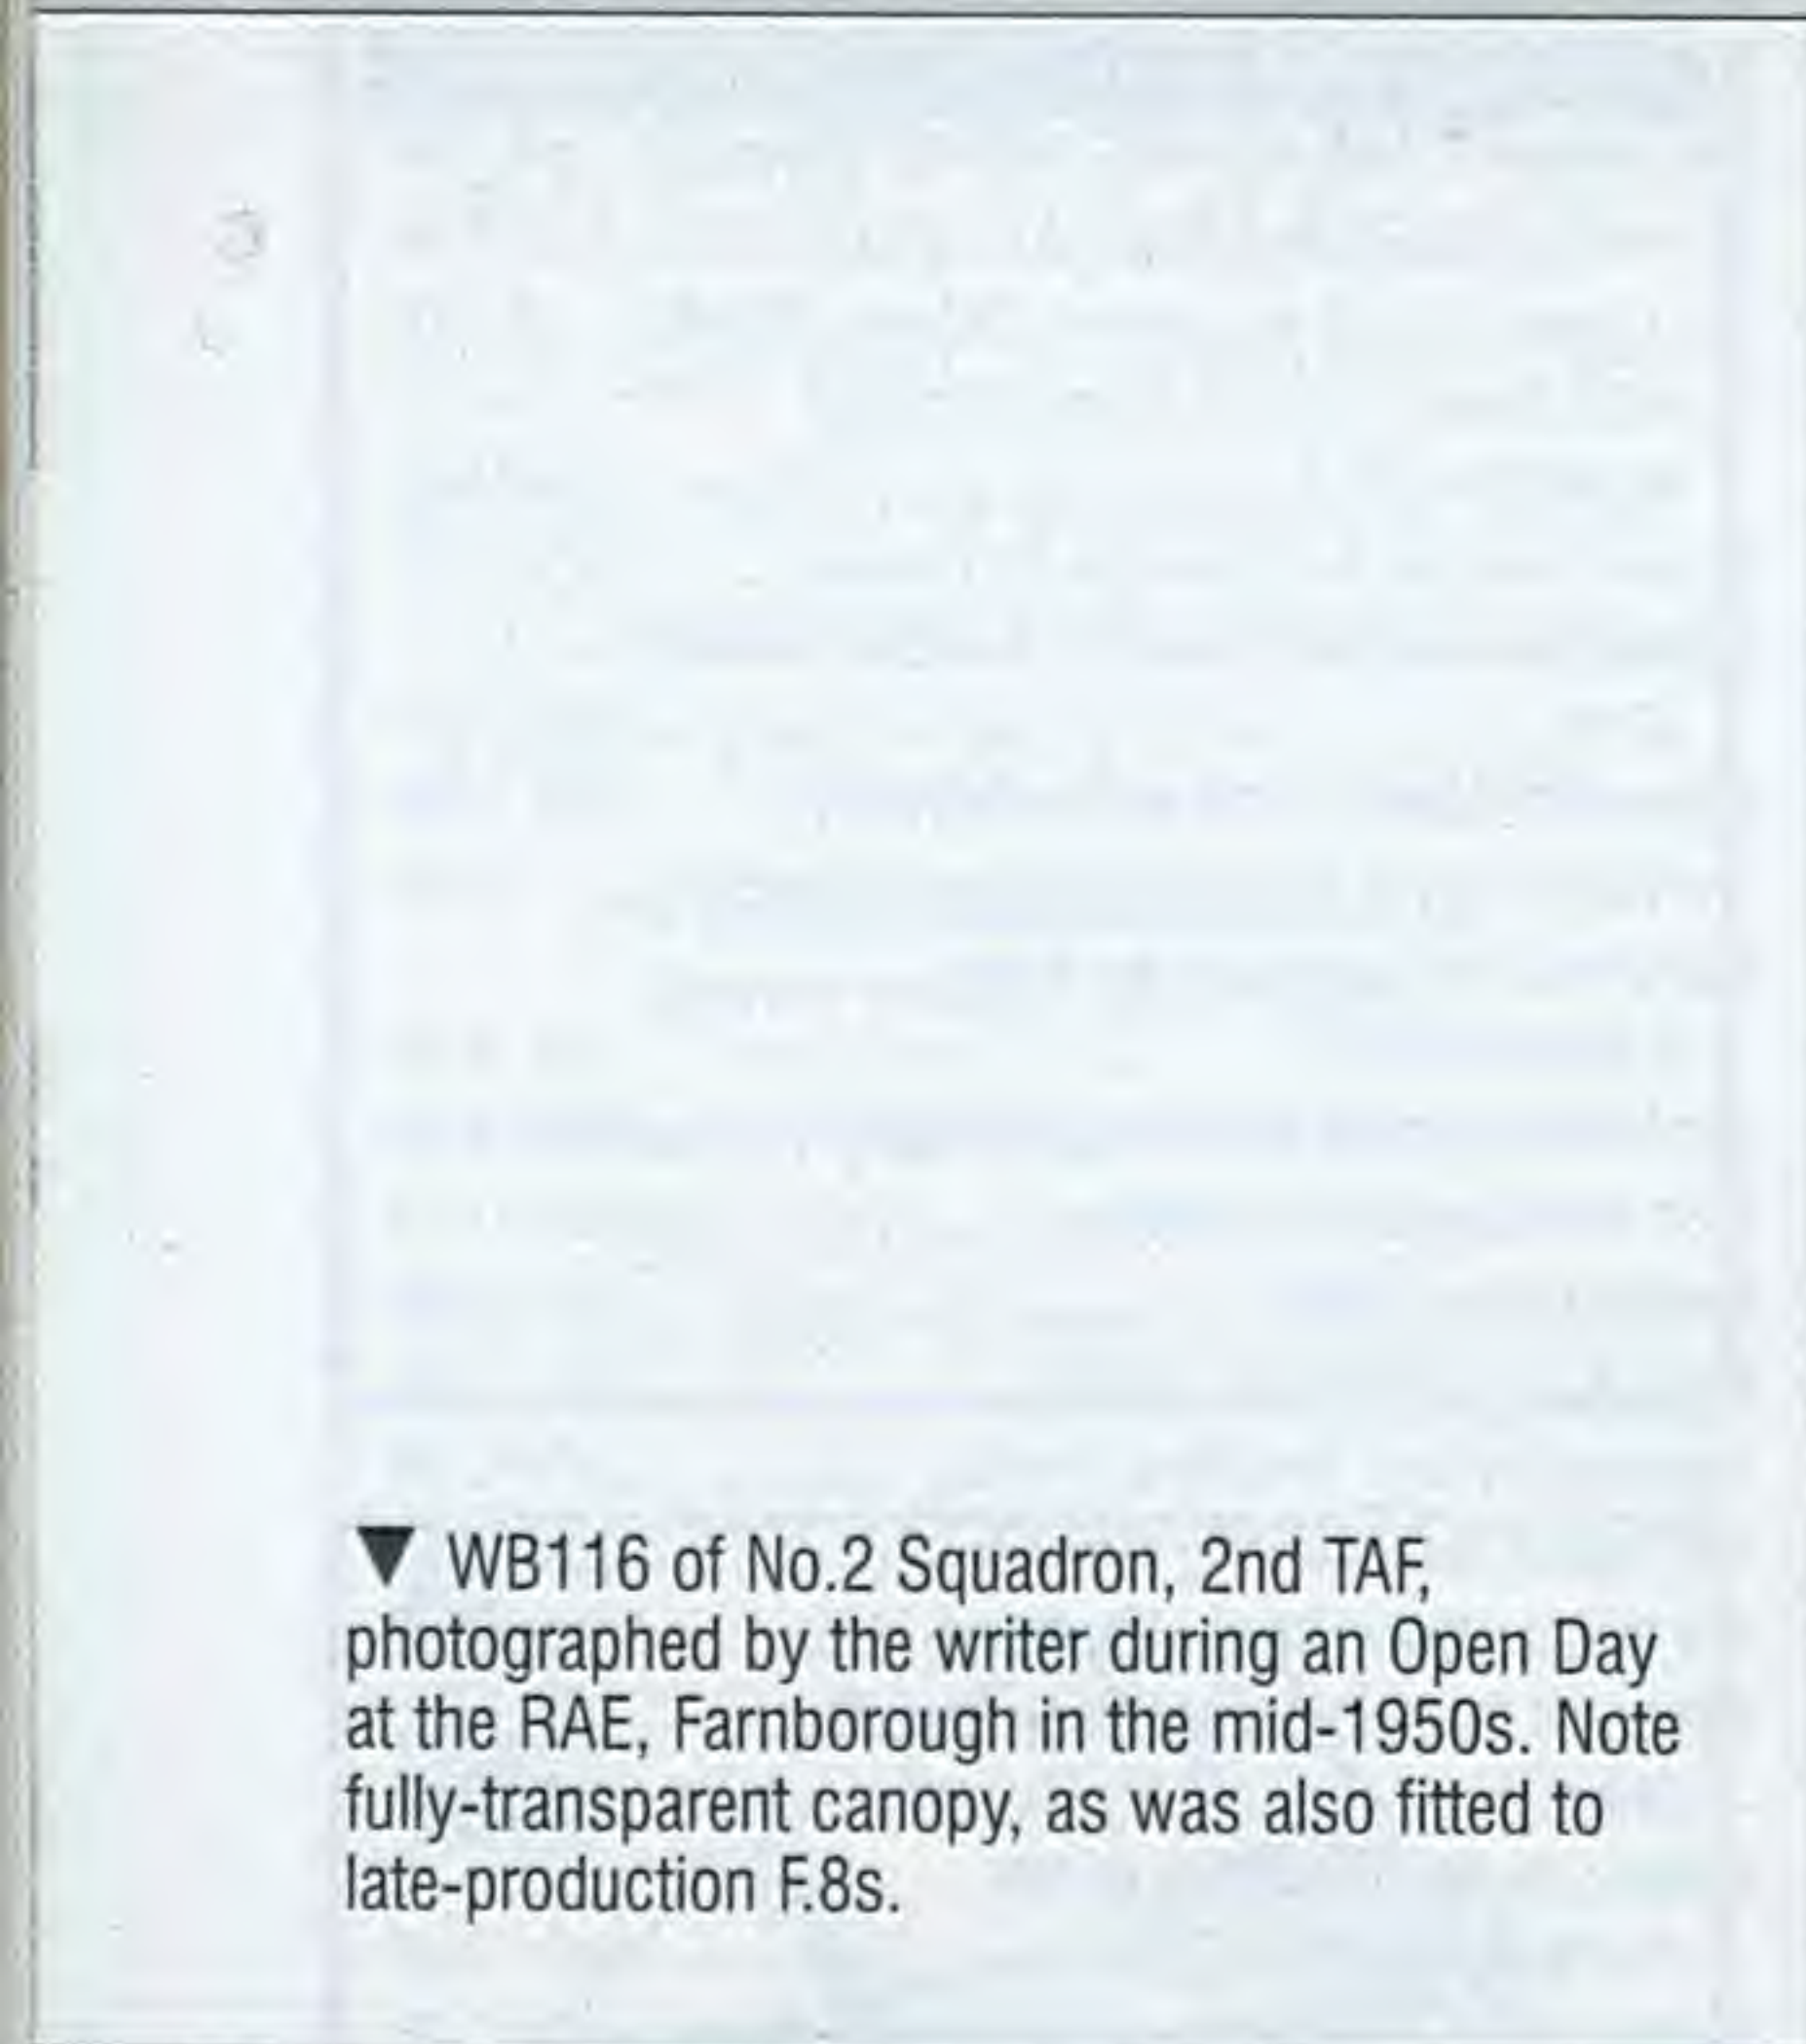 ▼ WB116 of No.2 Squadron, 2nd TAF,
photographed by the writer during an Open Day
at the RAE, Farnborough in the mid-1950s. Note
fully-transparent canopy, as was also fitted to
late-production F.8s.